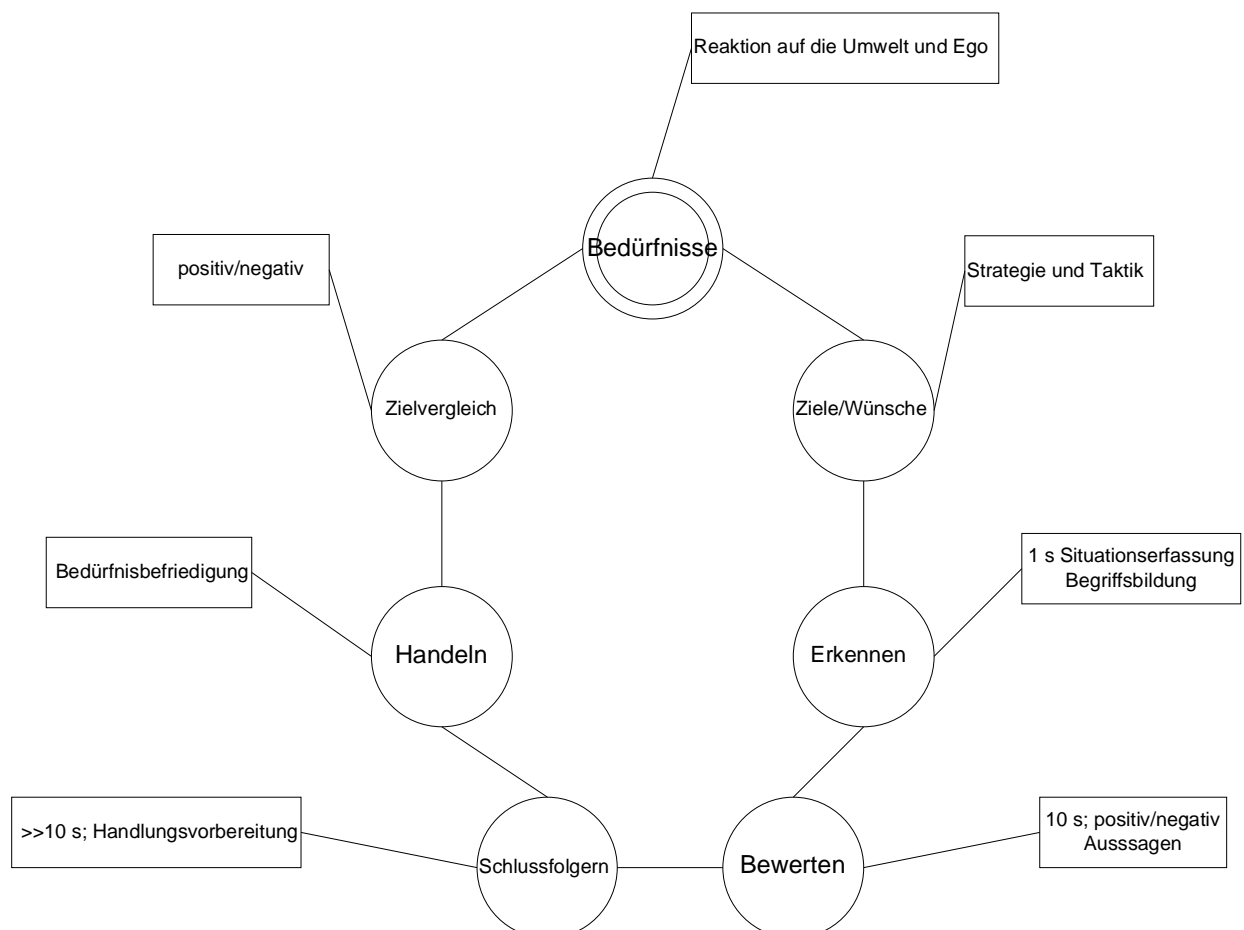 Reaktion auf die Umwelt und Ego
Bedürfnisse
positiv/negativ
Strategie und Taktik
Zielvergleich
Ziele/Wünsche
Bedürfnisbefriedigung
1 s Situationserfassung
Begriffsbildung
Handeln
Erkennen
>>10 s; Handlungsvorbereitung
Schlussfolgern
Bewerten
10 s; positiv/negativ
Ausssagen